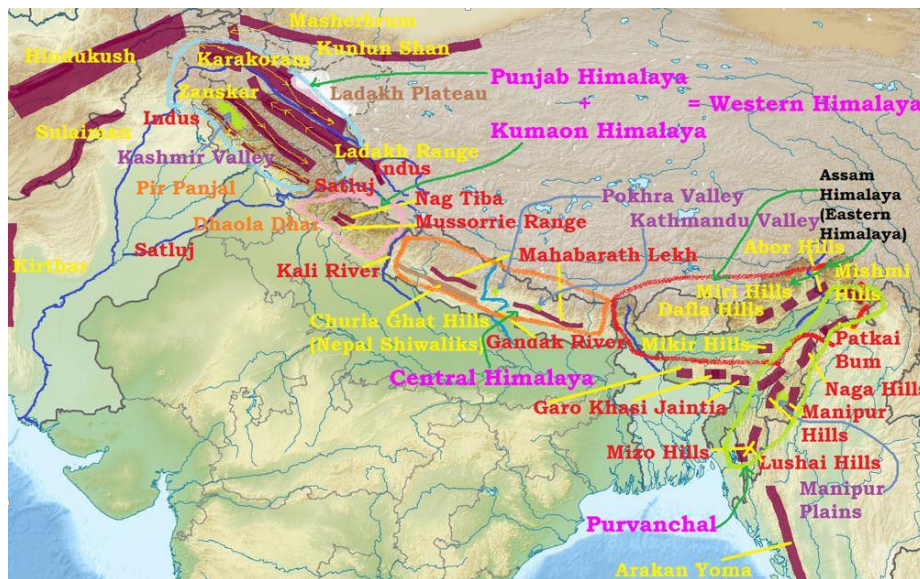 Masherbrum
Hindukush
Kunlun Shan
Karakoram
Punjab Himalaya
Zanskar
Ladakh Plateau
+
= Western Himalaya
Indus
Sulaiman
Kumaon Himalaya
Kashmir Valley
Ladakh Range
Indus
Assam
Himalaya
(Eastern
Himalaya)
Pir Panjal
Satluj
Nag Tiba
Pokhra Valley
Dhaola Dhar
Mussorrie Range
Kathmandu Valley
Kirthar
Satluj
Kali River
Mahabarath Lekh
Abor Hills
Mishmi
Hills
Miri Hills
Dafla Hills
Churia Ghat Hills
(Nepal Shiwaliks)
Gandak River
Mikir Hills
Patkai
Bum
Central Himalaya
Naga Hills
Garo Khasi Jaintia
Manipur
Hills
Mizo Hills
Lushai Hills
Manipur
Plains
Purvanchal
Arakan Yoma